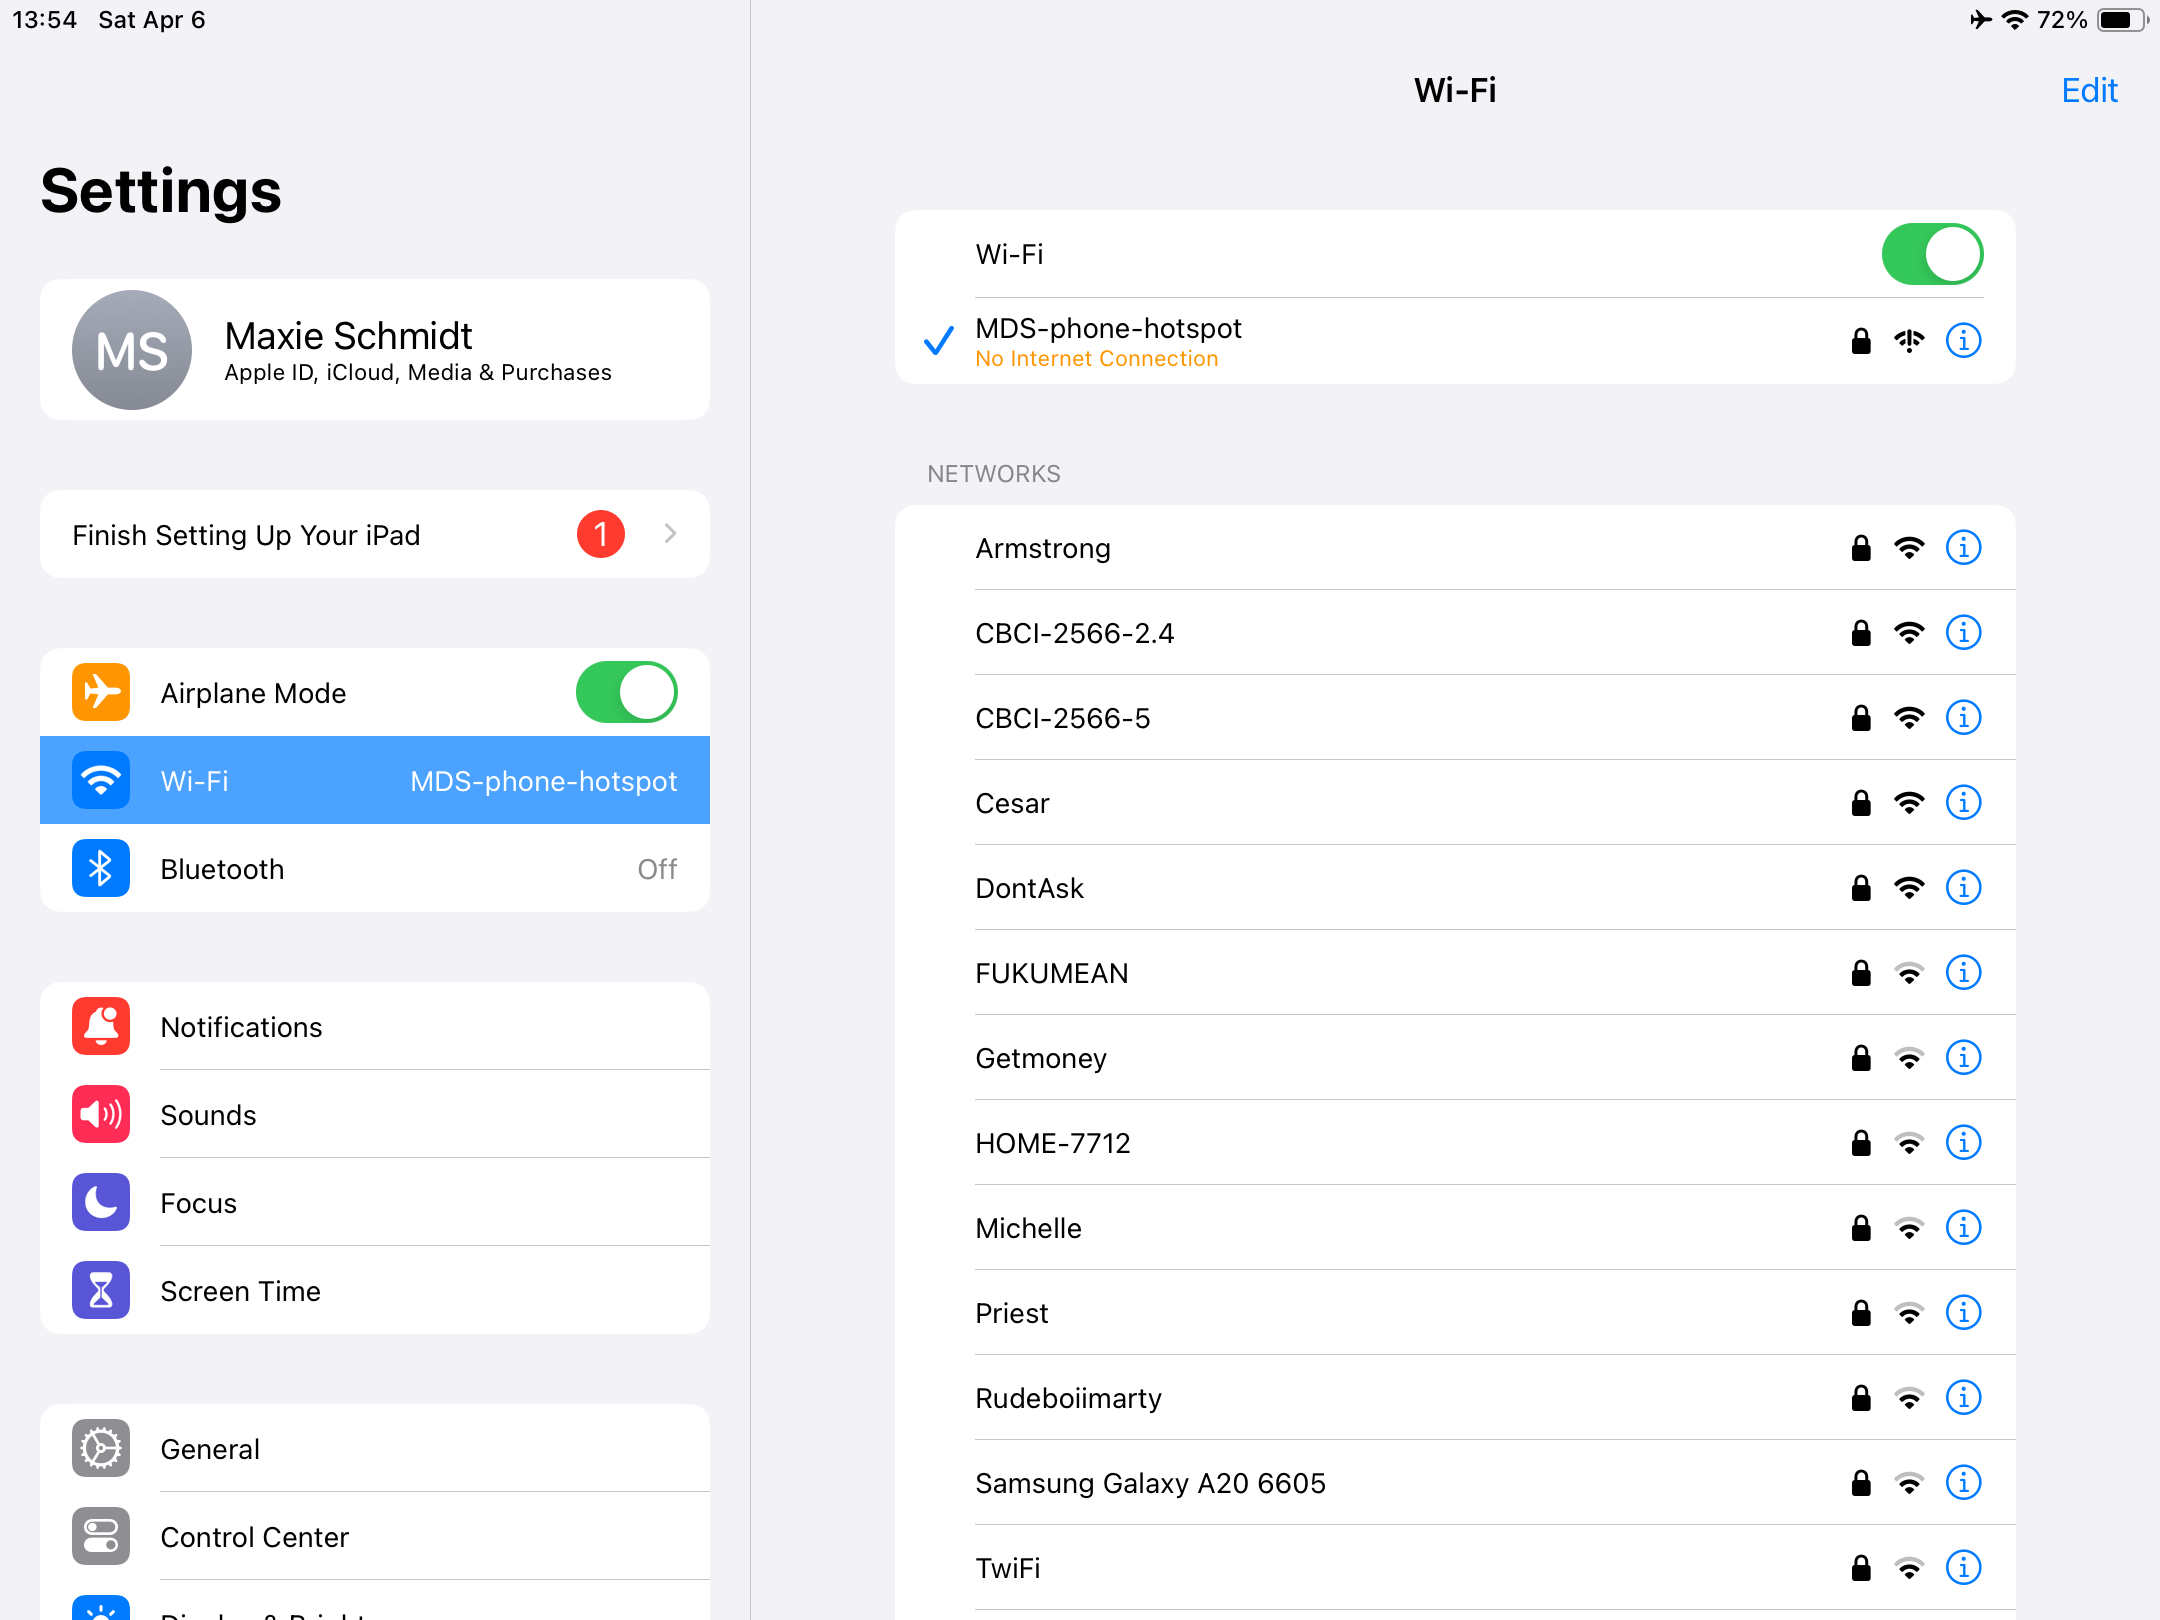 13:54 Sat Apr 6
72%
Settings
MS
Maxie Schmidt
Apple ID, iCloud, Media & Purchases
Finish Setting Up Your iPad 1
Airplane Mode
Wi-Fi MDS-phone-hotspot
Bluetooth Off
Notifications
Sounds
Focus
Screen Time
General
Control Center
Wi-Fi
Edit
Wi-Fi
MDS-phone-hotspot
No Internet Connection
NETWORKS
Armstrong
CBCI-2566-2.4
CBCI-2566-5
Cesar
DontAsk
FUKUMEAN
Getmoney
HOME-7712
Michelle
Priest
Rudeboiimarty
Samsung Galaxy A20 6605
TwiFi